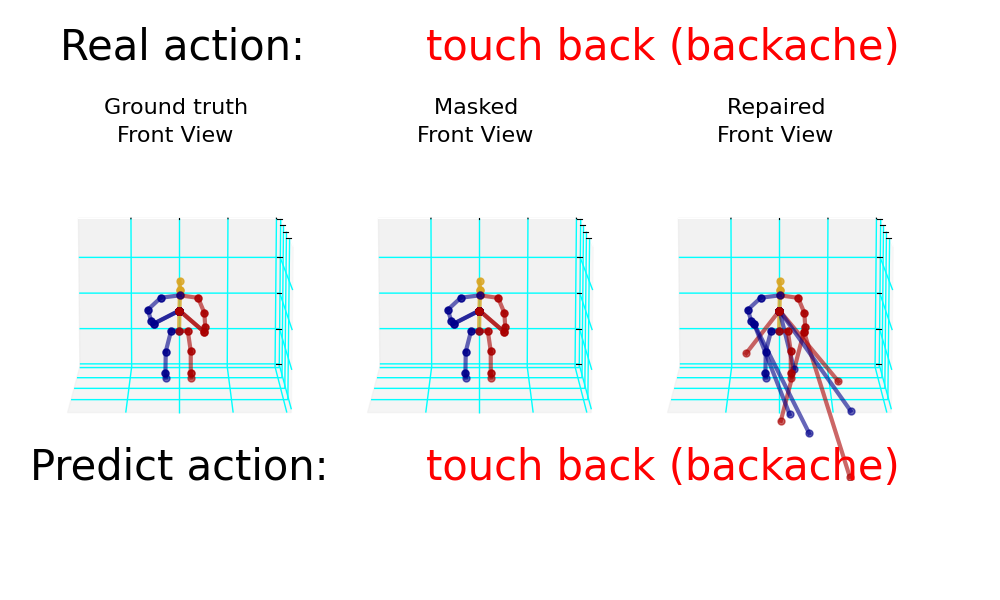 Real action: touch back (backache)
Ground truth
Front View
Masked
Front View
Repaired
Front View
Predict action: touch back (backache)